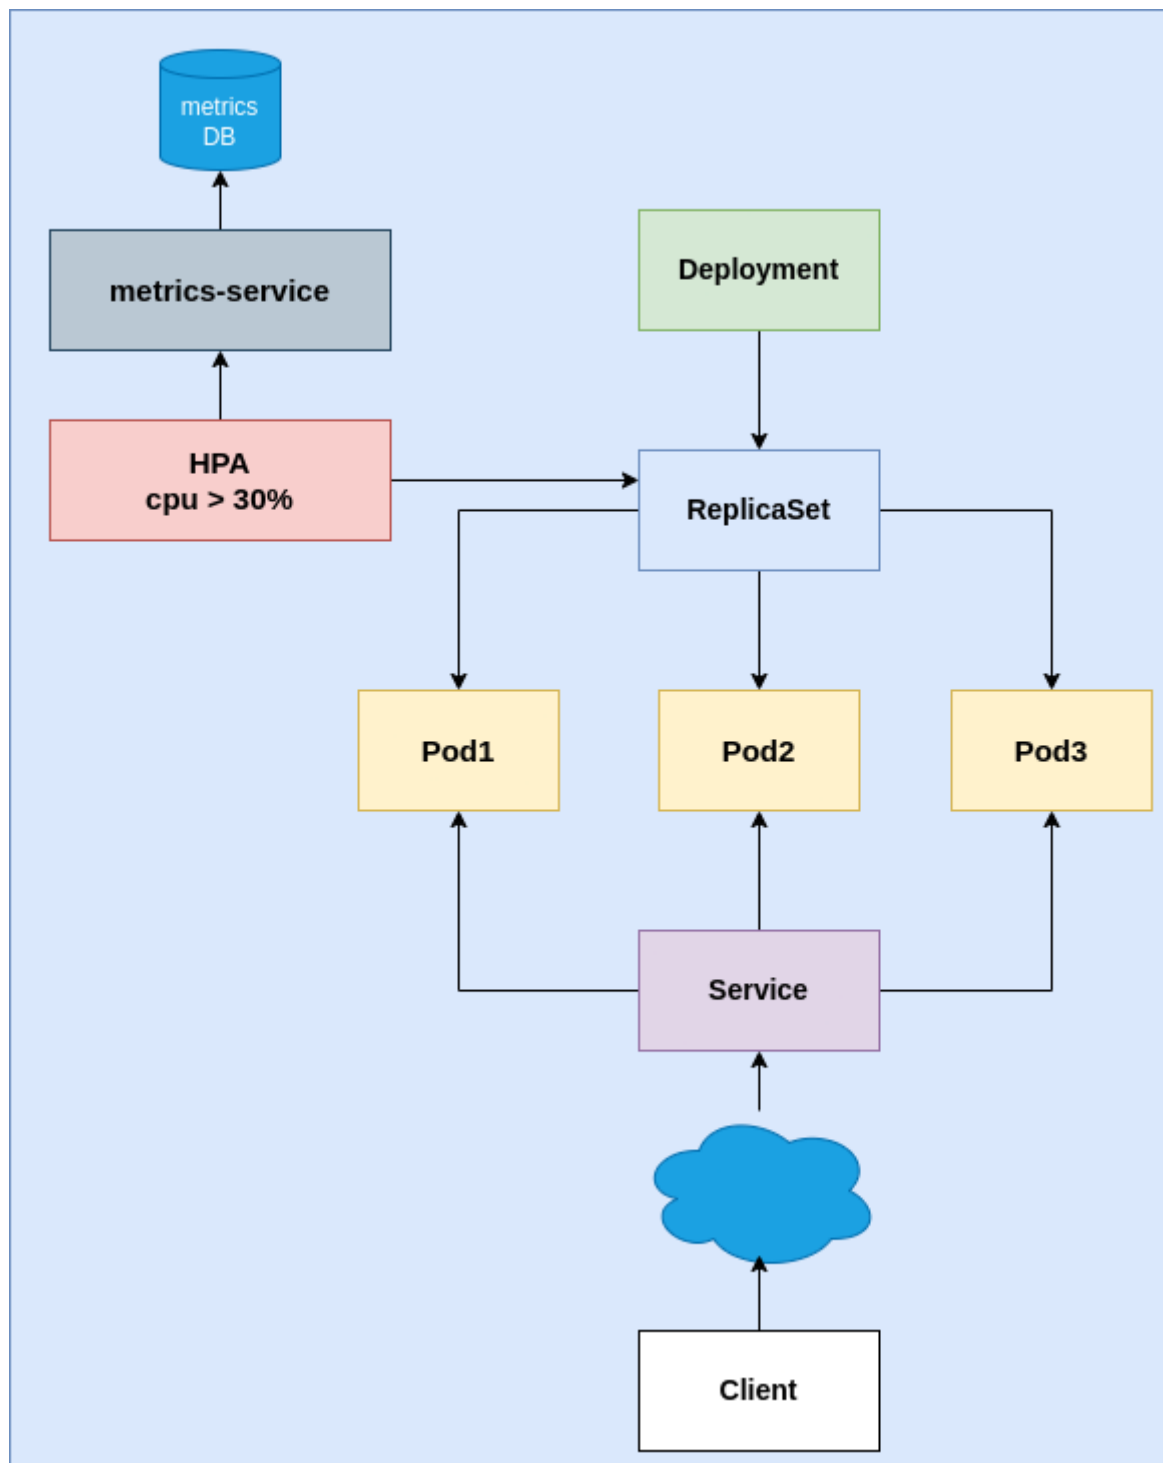 metrics
DB
metrics-service
Deployment
HPA
cpu > 30%
ReplicaSet
Pod1
Pod2
Pod3
Service
Client